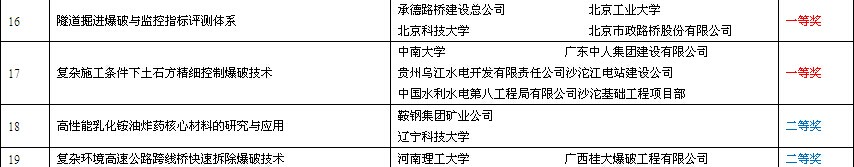 承德路桥建设总公司 北京工业大学
16 隧道掘进爆破与监控指标评测体系 一等奖
北京科技大学 北京市政路桥股份有限公司
中南大学 广东中人集团建设有限公司
17 复杂施工条件下土石方精细控制爆破技术 贵州乌江水电开发有限责任公司沙沱江电站建设公司 一等奖
中国水利水电第八工程局有限公司沙沱基础工程项目部
鞍钢集团矿业公司
18 高性能乳化铵油炸药核心材料的研究与应用 二等奖
辽宁科技大学
19 复杂环境高速公路跨线桥快速拆除爆破技术 河南理工大学 广西桂大爆破工程有限公司 二等奖